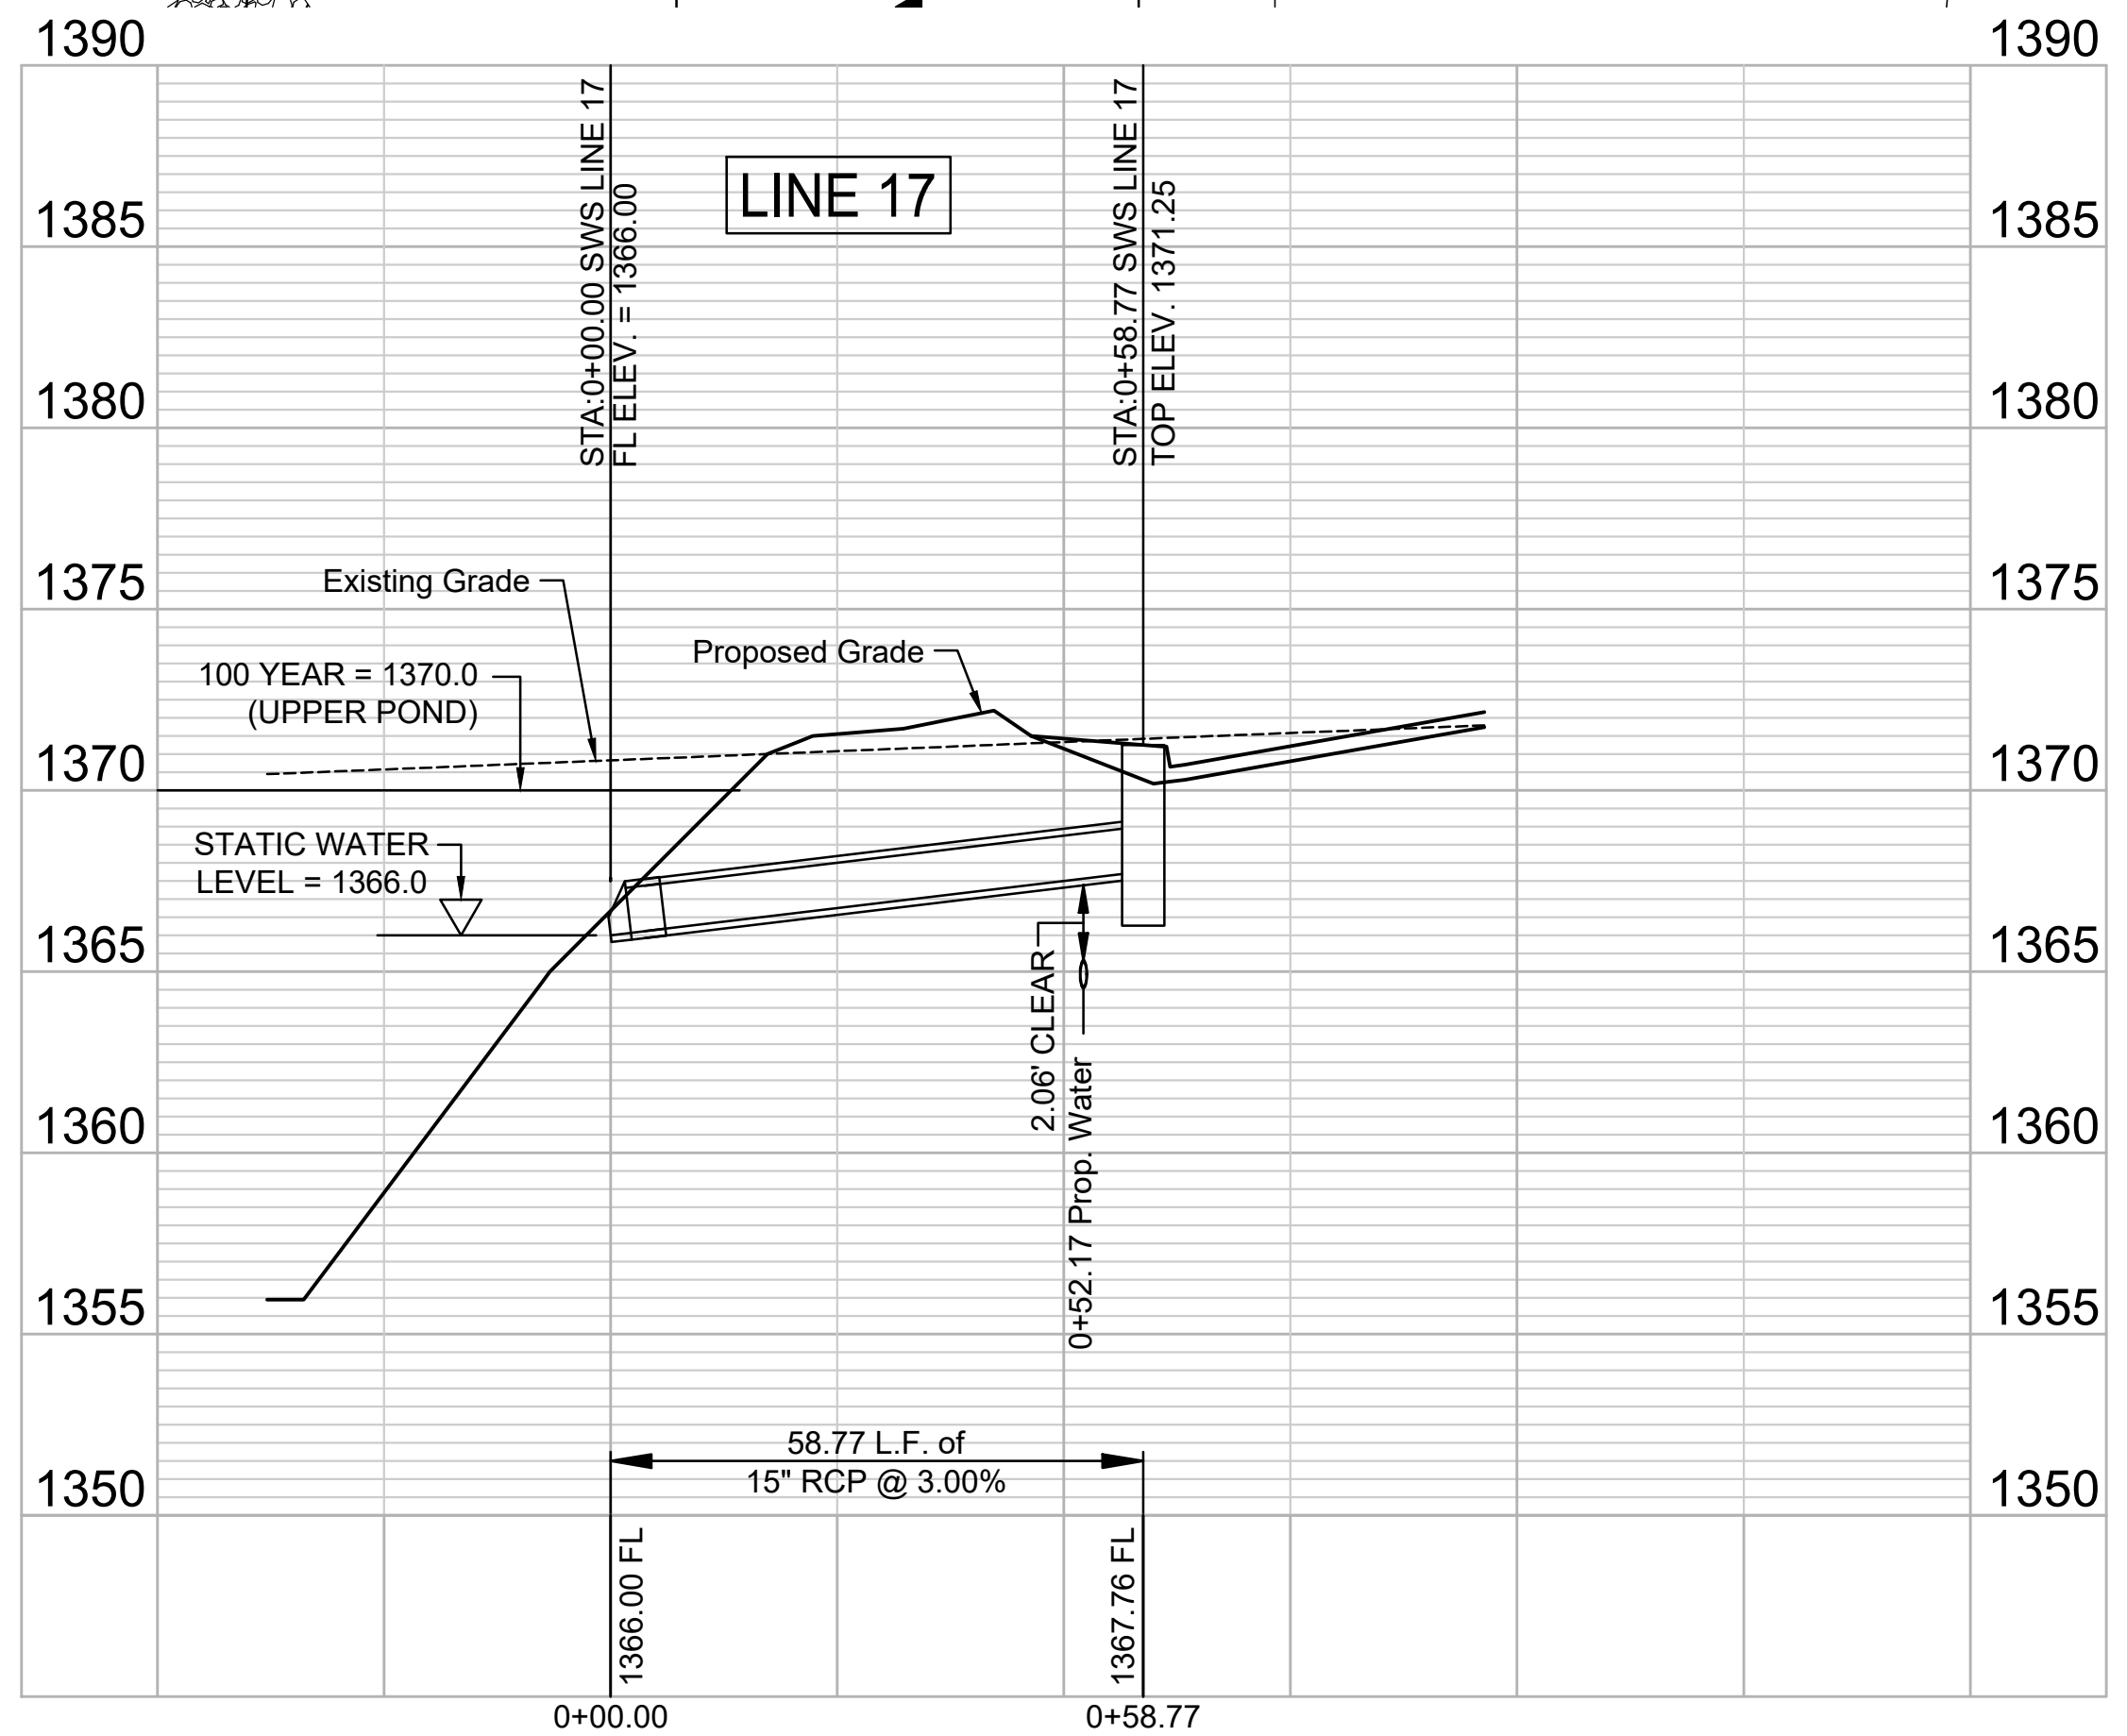 1390
1390
STA:0+00.00 SWS LINE 17
FL ELEV. = 1366.00
LINE 17
STA:0+58.77 SWS LINE 17
TOP ELEV. 1371.25
1385
1385
1380
1380
1375
1375
Existing Grade
Proposed Grade
100 YEAR = 1370.0
(UPPER POND)
1370
1370
STATIC WATER
LEVEL = 1366.0
1365
1365
2.06' CLEAR
0+52.17 Prop. Water
1360
1360
1355
1355
58.77 L.F. of
15" RCP @ 3.00%
1350
1350
1366.00 FL
1367.76 FL
0+00.00
0+58.77